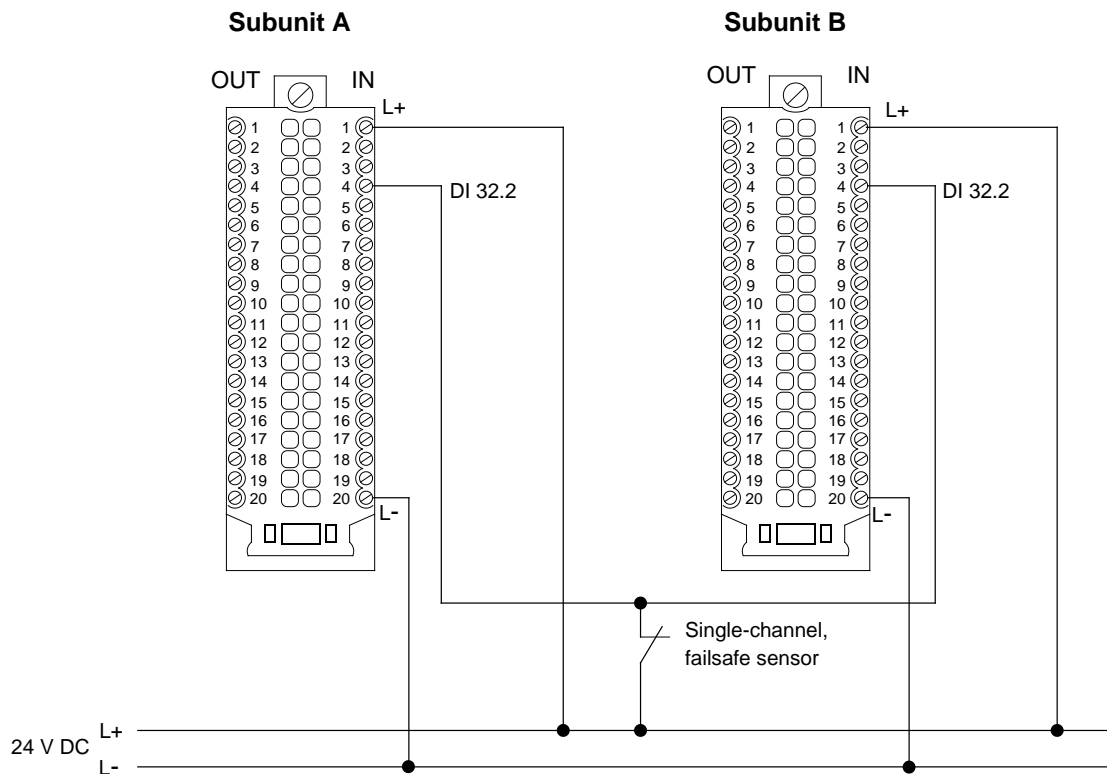 Subunit A
Subunit B
OUT IN
OUT IN
L+
L+
1 1
2 2
3 3
4 4
5 5
6 6
7 7
8 8
9 9
10 10
11 11
12 12
13 13
14 14
15 15
16 16
17 17
18 18
19 19
20 20
1 1
2 2
3 3
4 4
5 5
6 6
7 7
8 8
9 9
10 10
11 11
12 12
13 13
14 14
15 15
16 16
17 17
18 18
19 19
20 20
DI 32.2
DI 32.2
L-
L-
Single-channel,
failsafe sensor
24 V DC
L+
L-